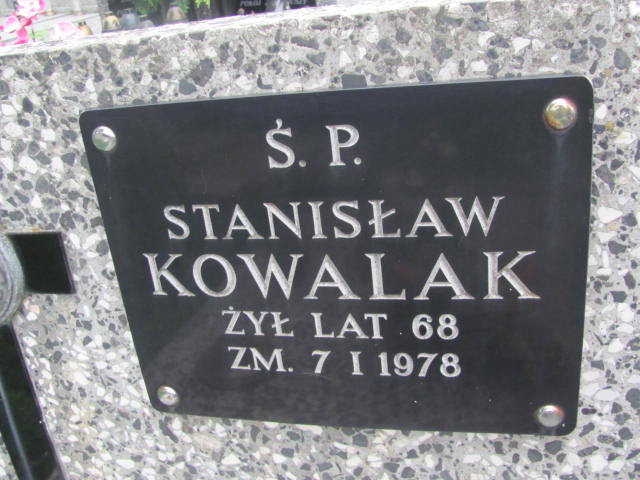 Ś. P.
STANISŁAW
KOWALAK
ŻYŁ LAT 68
ZM. 7 I 1978